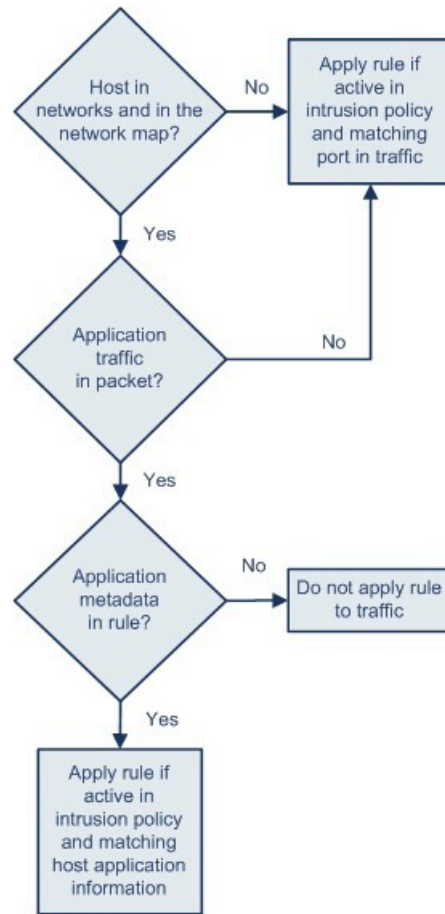 Host in
networks and in the
network map?
No
Apply rule if
active in
intrusion policy
and matching
port in traffic
Yes
Application
traffic
in packet?
No
Yes
Application
metadata
in rule?
No
Do not apply rule
to traffic
Yes
Apply rule if
active in
intrusion policy
and matching
host application
information